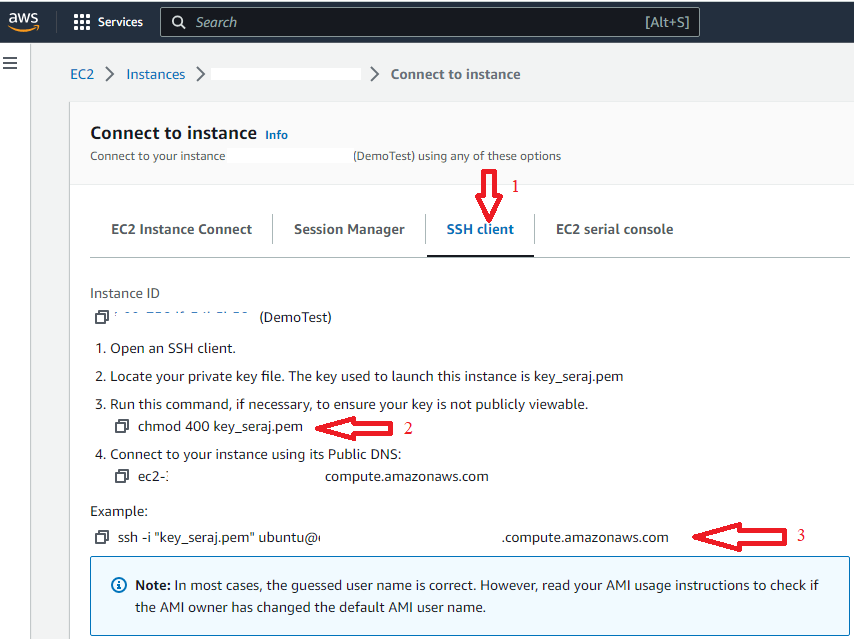 aws
Services
Search
[Alt+S]
EC2 > Instances > > Connect to instance
Connect to instance Info
Connect to your instance (DemoTest) using any of these options
1
EC2 Instance Connect
Session Manager
SSH client
EC2 serial console
Instance ID
(DemoTest)
1. Open an SSH client.
2. Locate your private key file. The key used to launch this instance is key_seraj.pem
3. Run this command, if necessary, to ensure your key is not publicly viewable.
chmod 400 key_seraj.pem
2
4. Connect to your instance using its Public DNS:
ec2- compute.amazonaws.com
Example:
ssh -i "key_seraj.pem" ubuntu@ .compute.amazonaws.com
3
Note: In most cases, the guessed user name is correct. However, read your AMI usage instructions to check if
the AMI owner has changed the default AMI user name.